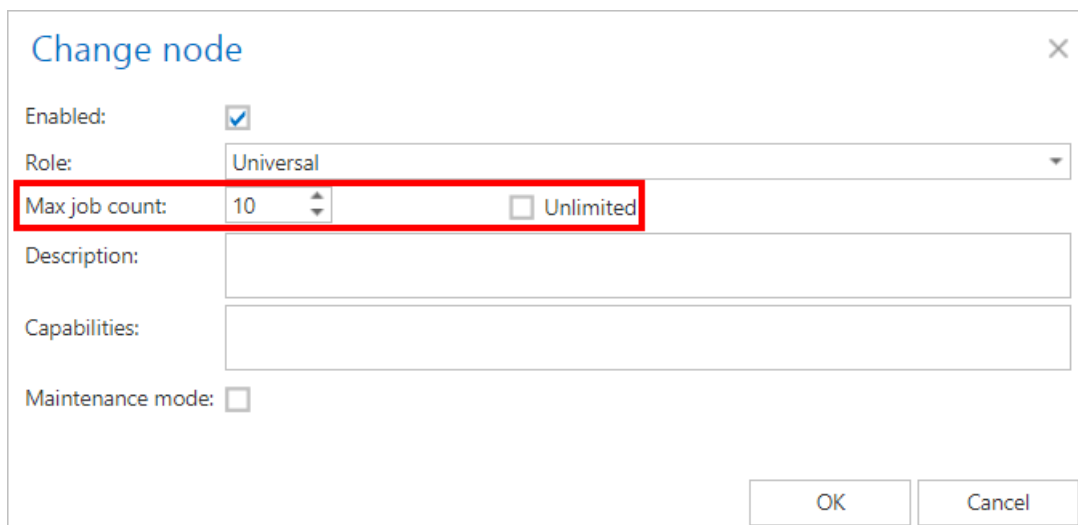 Change node
Enabled:
Role: Universal
Max job count: 10 Unlimited
Description:
Capabilities:
Maintenance mode:
OK Cancel